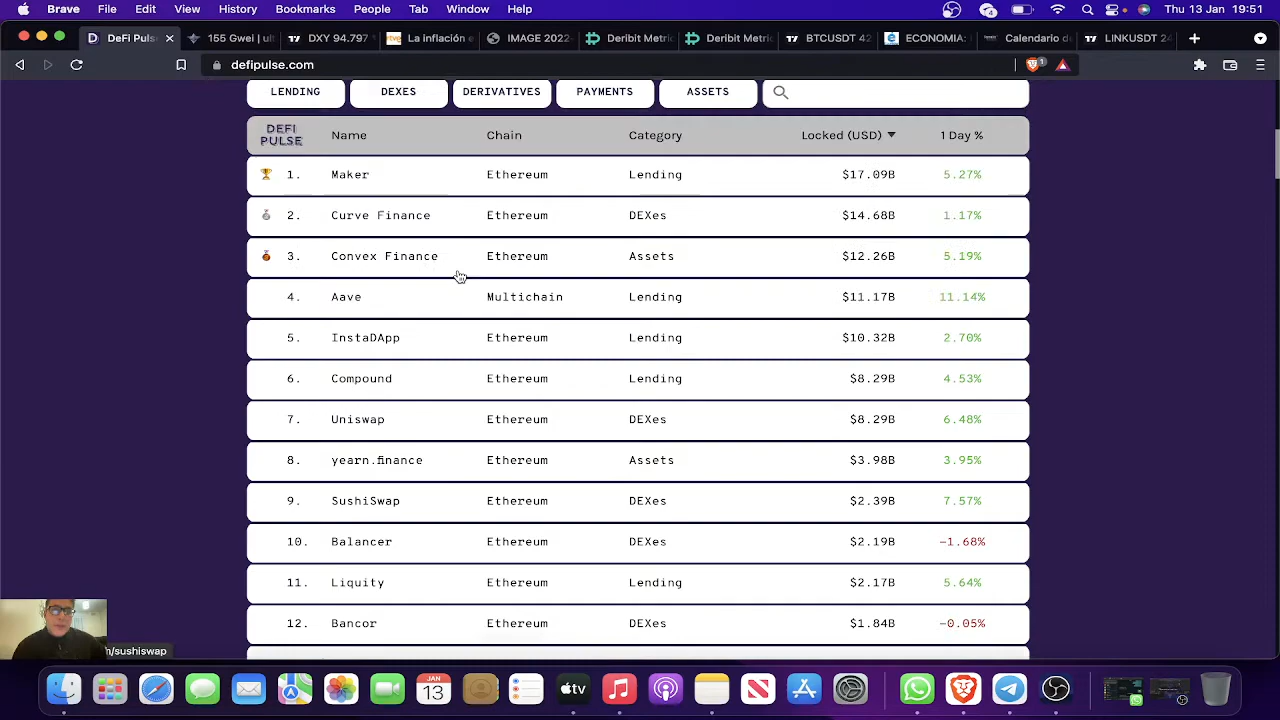 Brave File Edit View History Bookmarks People Tab Window Help Thu 13 Jan 19:51
DeFi Puls 155 Gwei | ul DXY 94.797 La inflación e IMAGE 2022- Deribit Metric Deribit Metric BTCUSDT 42 ECONOMIA: Calendario de LINKUSDT 24
defipulse.com 1
LENDING DEXES DERIVATIVES PAYMENTS ASSETS
DEFI PULSE Name Chain Category Locked (USD) 1 Day %
1. Maker Ethereum Lending $17.09B 5.27%
2. Curve Finance Ethereum DEXes $14.68B 1.17%
3. Convex Finance Ethereum Assets $12.26B 5.19%
4. Aave Multichain Lending $11.17B 11.14%
5. InstaDApp Ethereum Lending $10.32B 2.70%
6. Compound Ethereum Lending $8.29B 4.53%
7. Uniswap Ethereum DEXes $8.29B 6.48%
8. yearn.finance Ethereum Assets $3.98B 3.95%
9. SushiSwap Ethereum DEXes $2.39B 7.57%
10. Balancer Ethereum DEXes $2.19B -1.68%
11. Liquity Ethereum Lending $2.17B 5.64%
12. Bancor Ethereum DEXes $1.84B -0.05%
n/sushiswap
JAN
13
tv